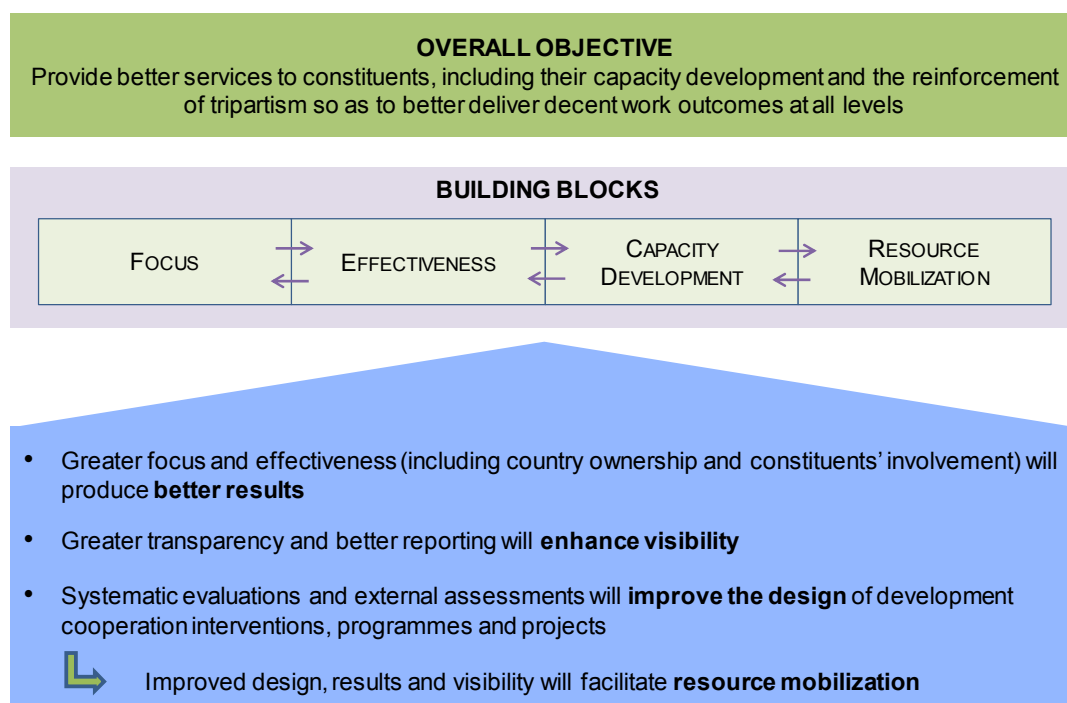 OVERALL OBJECTIVE
Provide better services to constituents, including their capacity development and the reinforcement
of tripartism so as to better deliver decent work outcomes at all levels
BUILDING BLOCKS
FOCUS
EFFECTIVENESS
CAPACITY
DEVELOPMENT
RESOURCE
MOBILIZATION
• Greater focus and effectiveness (including country ownership and constituents' involvement) will
produce better results
• Greater transparency and better reporting will enhance visibility
• Systematic evaluations and external assessments will improve the design of development
cooperation interventions, programmes and projects
Improved design, results and visibility will facilitate resource mobilization